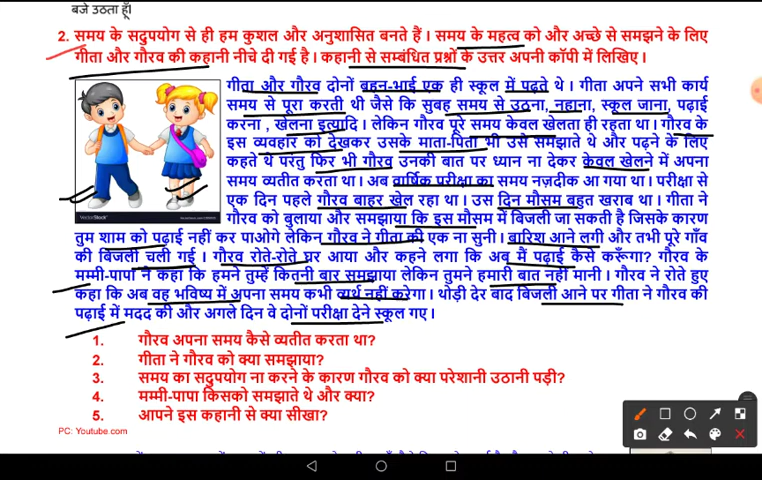 बजे उठता हूँ।
2. समय के सदुपयोग से ही हम कुशल और अनुशासित बनते हैं । समय के महत्व को और अच्छे से समझने के लिए
गीता और गौरव की कहानी नीचे दी गई है । कहानी से सम्बंधित प्रश्नों के उत्तर अपनी कॉपी में लिखिए ।
गीता और गौरव दोनों बहन-भाई एक ही स्कूल में पढ़ते थे । गीता अपने सभी कार्य
समय से पूरा करती थी जैसे कि सुबह समय से उठना, नहाना, स्कूल जाना, पढ़ाई
करना , खेलना इत्यादि । लेकिन गौरव पूरे समय केवल खेलता ही रहता था । गौरव के
इस व्यवहार को देखकर उसके माता-पिता भी उसे समझाते थे और पढ़ने के लिए
कहते थे परंतु फिर भी गौरव उनकी बात पर ध्यान ना देकर केवल खेलने में अपना
समय व्यतीत करता था । अब वार्षिक परीक्षा का समय नज़दीक आ गया था । परीक्षा से
एक दिन पहले गौरव बाहर खेल रहा था । उस दिन मौसम बहुत खराब था । गीता ने
VectorStock
गौरव को बुलाया और समझाया कि इस मौसम में बिजली जा सकती है जिसके कारण
तुम शाम को पढ़ाई नहीं कर पाओगे लेकिन गौरव ने गीता की एक ना सुनी । बारिश आने लगी और तभी पूरे गाँव
की बिजली चली गई । गौरव रोते-रोते घर आया और कहने लगा कि अब मैं पढ़ाई कैसे करूँगा? गौरव के
मम्मी-पापा ने कहा कि हमने तुम्हें कितनी बार समझाया लेकिन तुमने हमारी बात नहीं मानी । गौरव ने रोते हुए
कहा कि अब वह भविष्य में अपना समय कभी व्यर्थ नहीं करेगा । थोड़ी देर बाद बिजली आने पर गीता ने गौरव की
पढ़ाई में मदद की और अगले दिन वे दोनों परीक्षा देने स्कूल गए ।
1. गौरव अपना समय कैसे व्यतीत करता था?
2. गीता ने गौरव को क्या समझाया?
3. समय का सदुपयोग ना करने के कारण गौरव को क्या परेशानी उठानी पड़ी?
4. मम्मी-पापा किसको समझाते थे और क्या?
5. आपने इस कहानी से क्या सीखा?
PC: Youtube.com